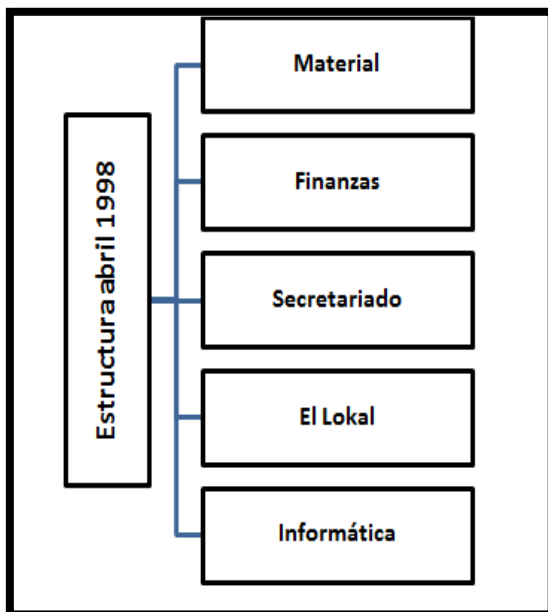 Estructura abril 1998
Material
Finanzas
Secretariado
El Lokal
Informática